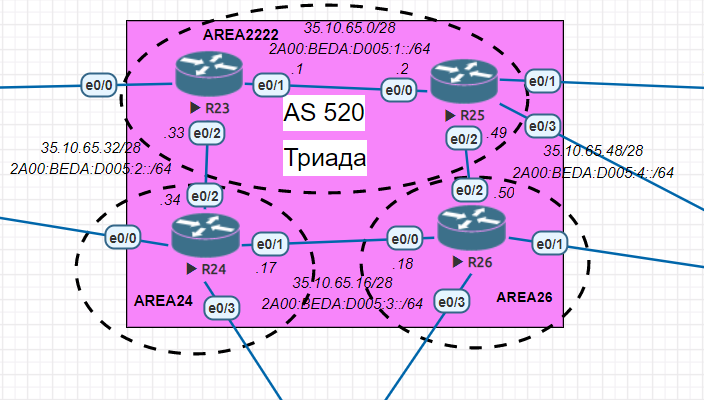 35.10.65.0/28
AREA2222
2A00:BEDA:D005:1::/64
.1
.2
e0/0
e0/1
e0/0
e0/1
R23
AS 520
R25
e0/3
.33
e0/2
e0/2
.49
35.10.65.32/28
Триада
35.10.65.48/28
2A00:BEDA:D005:2::/64
2A00:BEDA:D005:4::/64
.34
e0/2
e0/2
.50
e0/0
e0/1
e0/0
e0/1
R24
.17
.18
R26
35.10.65.16/28
AREA24
e0/3
2A00:BEDA:D005:3::/64
e0/3
AREA26